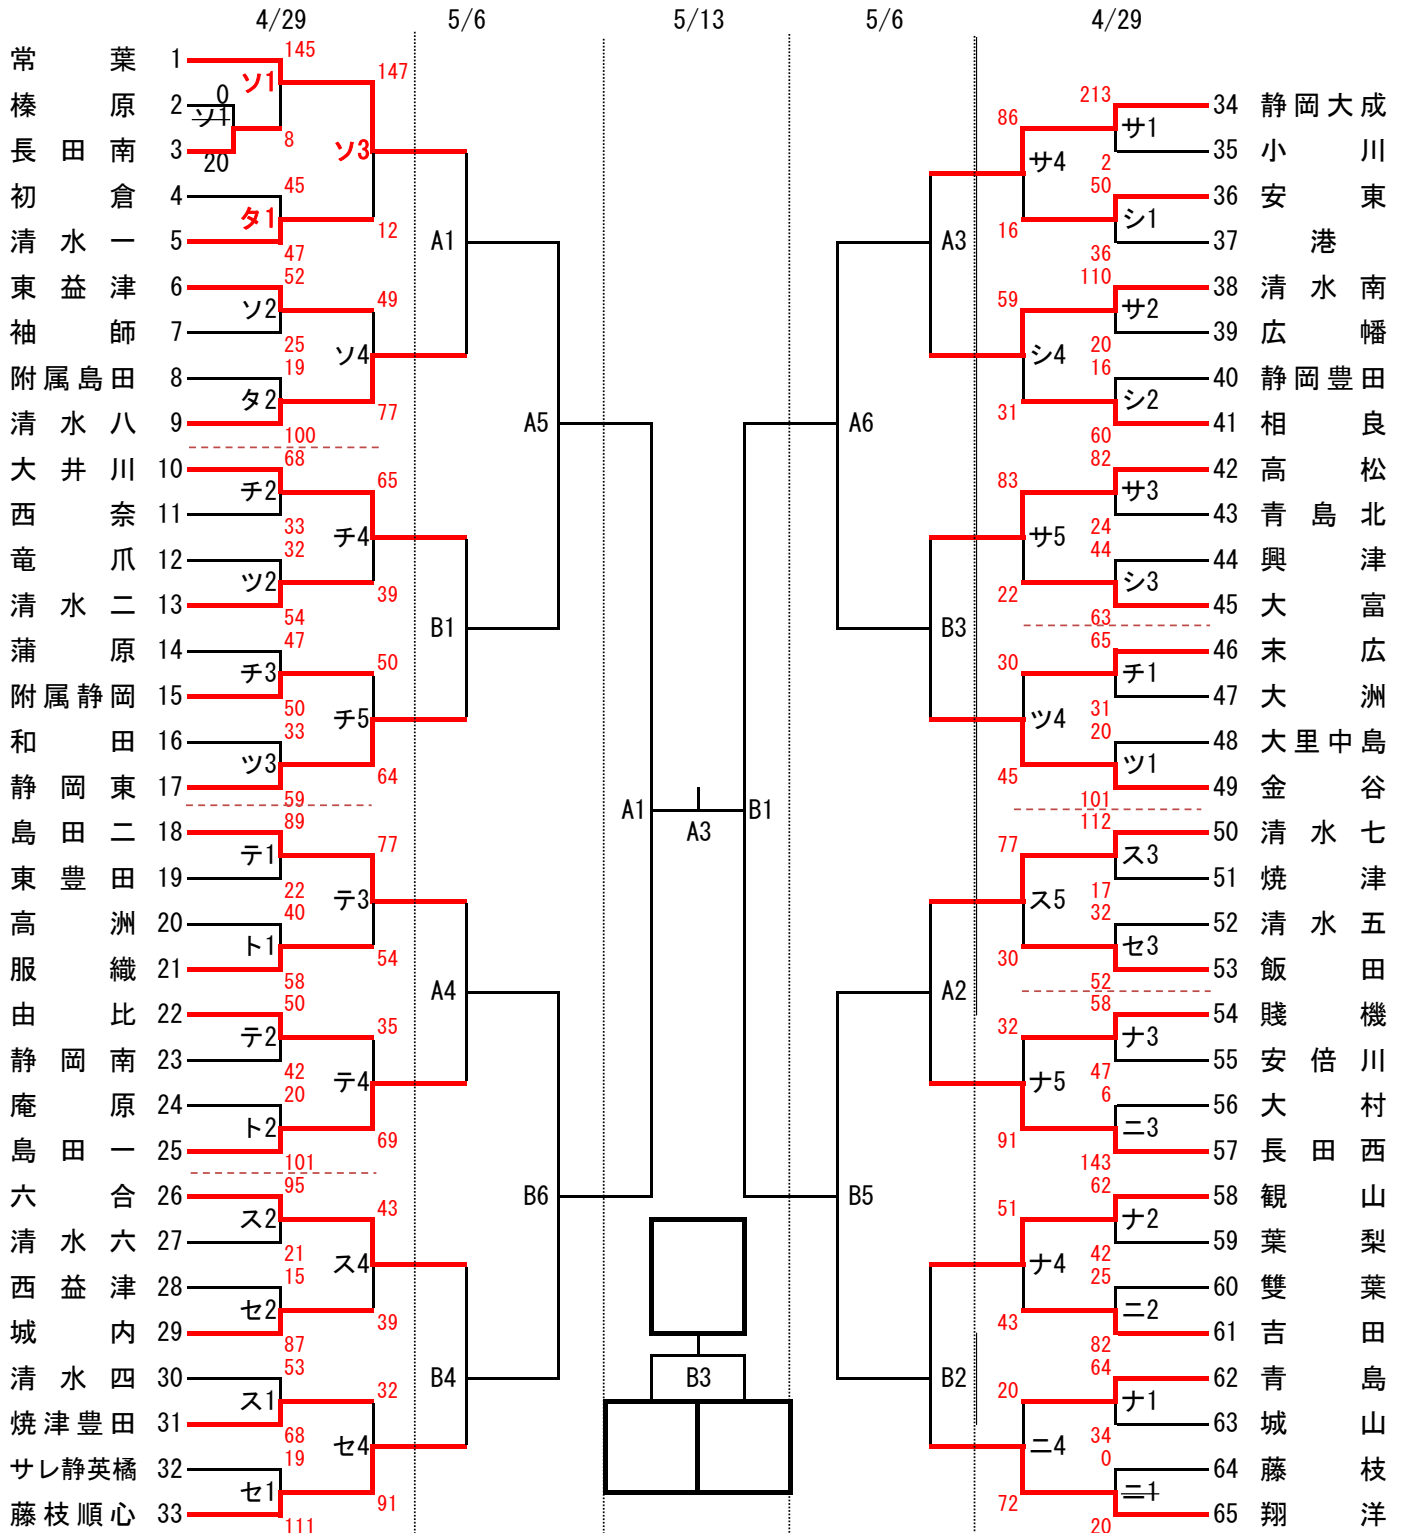 4/29 5/6 5/13 5/6 4/29
常葉 1 145
ソ1 147
榛原 2 0
ソ1
長田南 3 20 8
ソ3
初倉 4 45
タ1 12
清水一 5 47
A1
東益津 6 52
ソ2 49
袖師 7 25
ソ4
附属島田 8 19
タ2 77
清水八 9 100
A5
大井川 10 68
チ2 65
西奈 11 33
チ4
竜爪 12 32
ツ2 39
清水二 13 54
B1
蒲原 14 47
チ3 50
附属静岡 15 50
チ5
和田 16 33
ツ3 64
静岡東 17 59
A1 A3 B1
島田二 18 89
テ1 77
東豊田 19 22
テ3
高洲 20 40
ト1 54
服織 21 58
A4
由比 22 50
テ2 35
静岡南 23 42
テ4
庵原 24 20
ト2 69
島田一 25 101
B6
六合 26 95
ス2 43
清水六 27 21
ス4
西益津 28 15
セ2 39
城内 29 87
B4
清水四 30 53
ス1 32
焼津豊田 31 68
セ4
サレ静英橘 32 19
セ1 91
藤枝順心 33 111
B3
213 34 静岡大成
86 サ1
2 35 小川
サ4
50 36 安東
16 シ1
36 37 港
A3
110 38 清水南
59 サ2
20 39 広幡
シ4
16 40 静岡豊田
31 シ2
60 41 相良
A6
82 42 高松
83 サ3
24 43 青島北
サ5
44 44 興津
22 シ3
63 45 大富
B3
65 46 末広
30 チ1
31 47 大洲
ツ4
20 48 大里中島
45 ツ1
101 49 金谷
112 50 清水七
77 ス3
17 51 焼津
ス5
32 52 清水五
30 セ3
52 53 飯田
A2
58 54 賤機
32 ナ3
47 55 安倍川
ナ5
6 56 大村
91 ニ3
143 57 長田西
B5
62 58 観山
51 ナ2
42 59 葉梨
ナ4
25 60 雙葉
43 ニ2
82 61 吉田
B2
64 62 青島
20 ナ1
34 63 城山
ニ4
0 64 藤枝
72 ニ1
20 65 翔洋